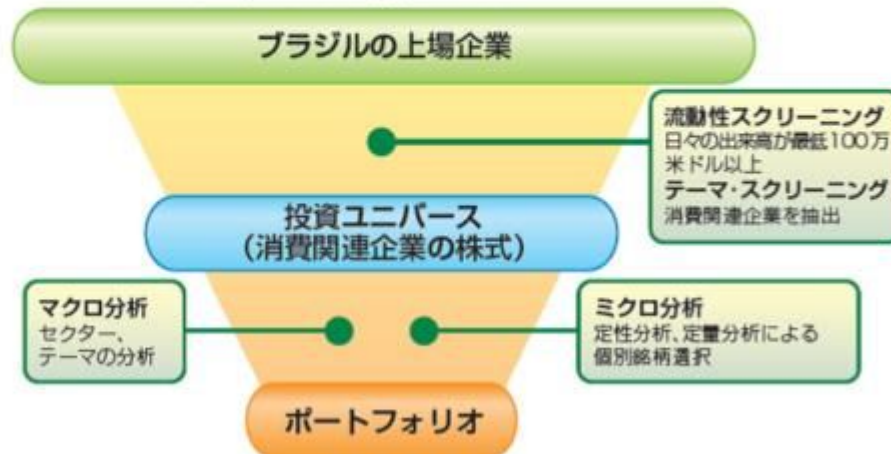 ブラジルの上場企業
流動性スクリーニング
日々の出来高が最低100万
米ドル以上
テーマ・スクリーニング
消費関連企業を抽出
投資ユニバース
(消費関連企業の株式)
マクロ分析
セクター、
テーマの分析
ミクロ分析
定性分析、定量分析による
個別銘柄選択
ポートフォリオ